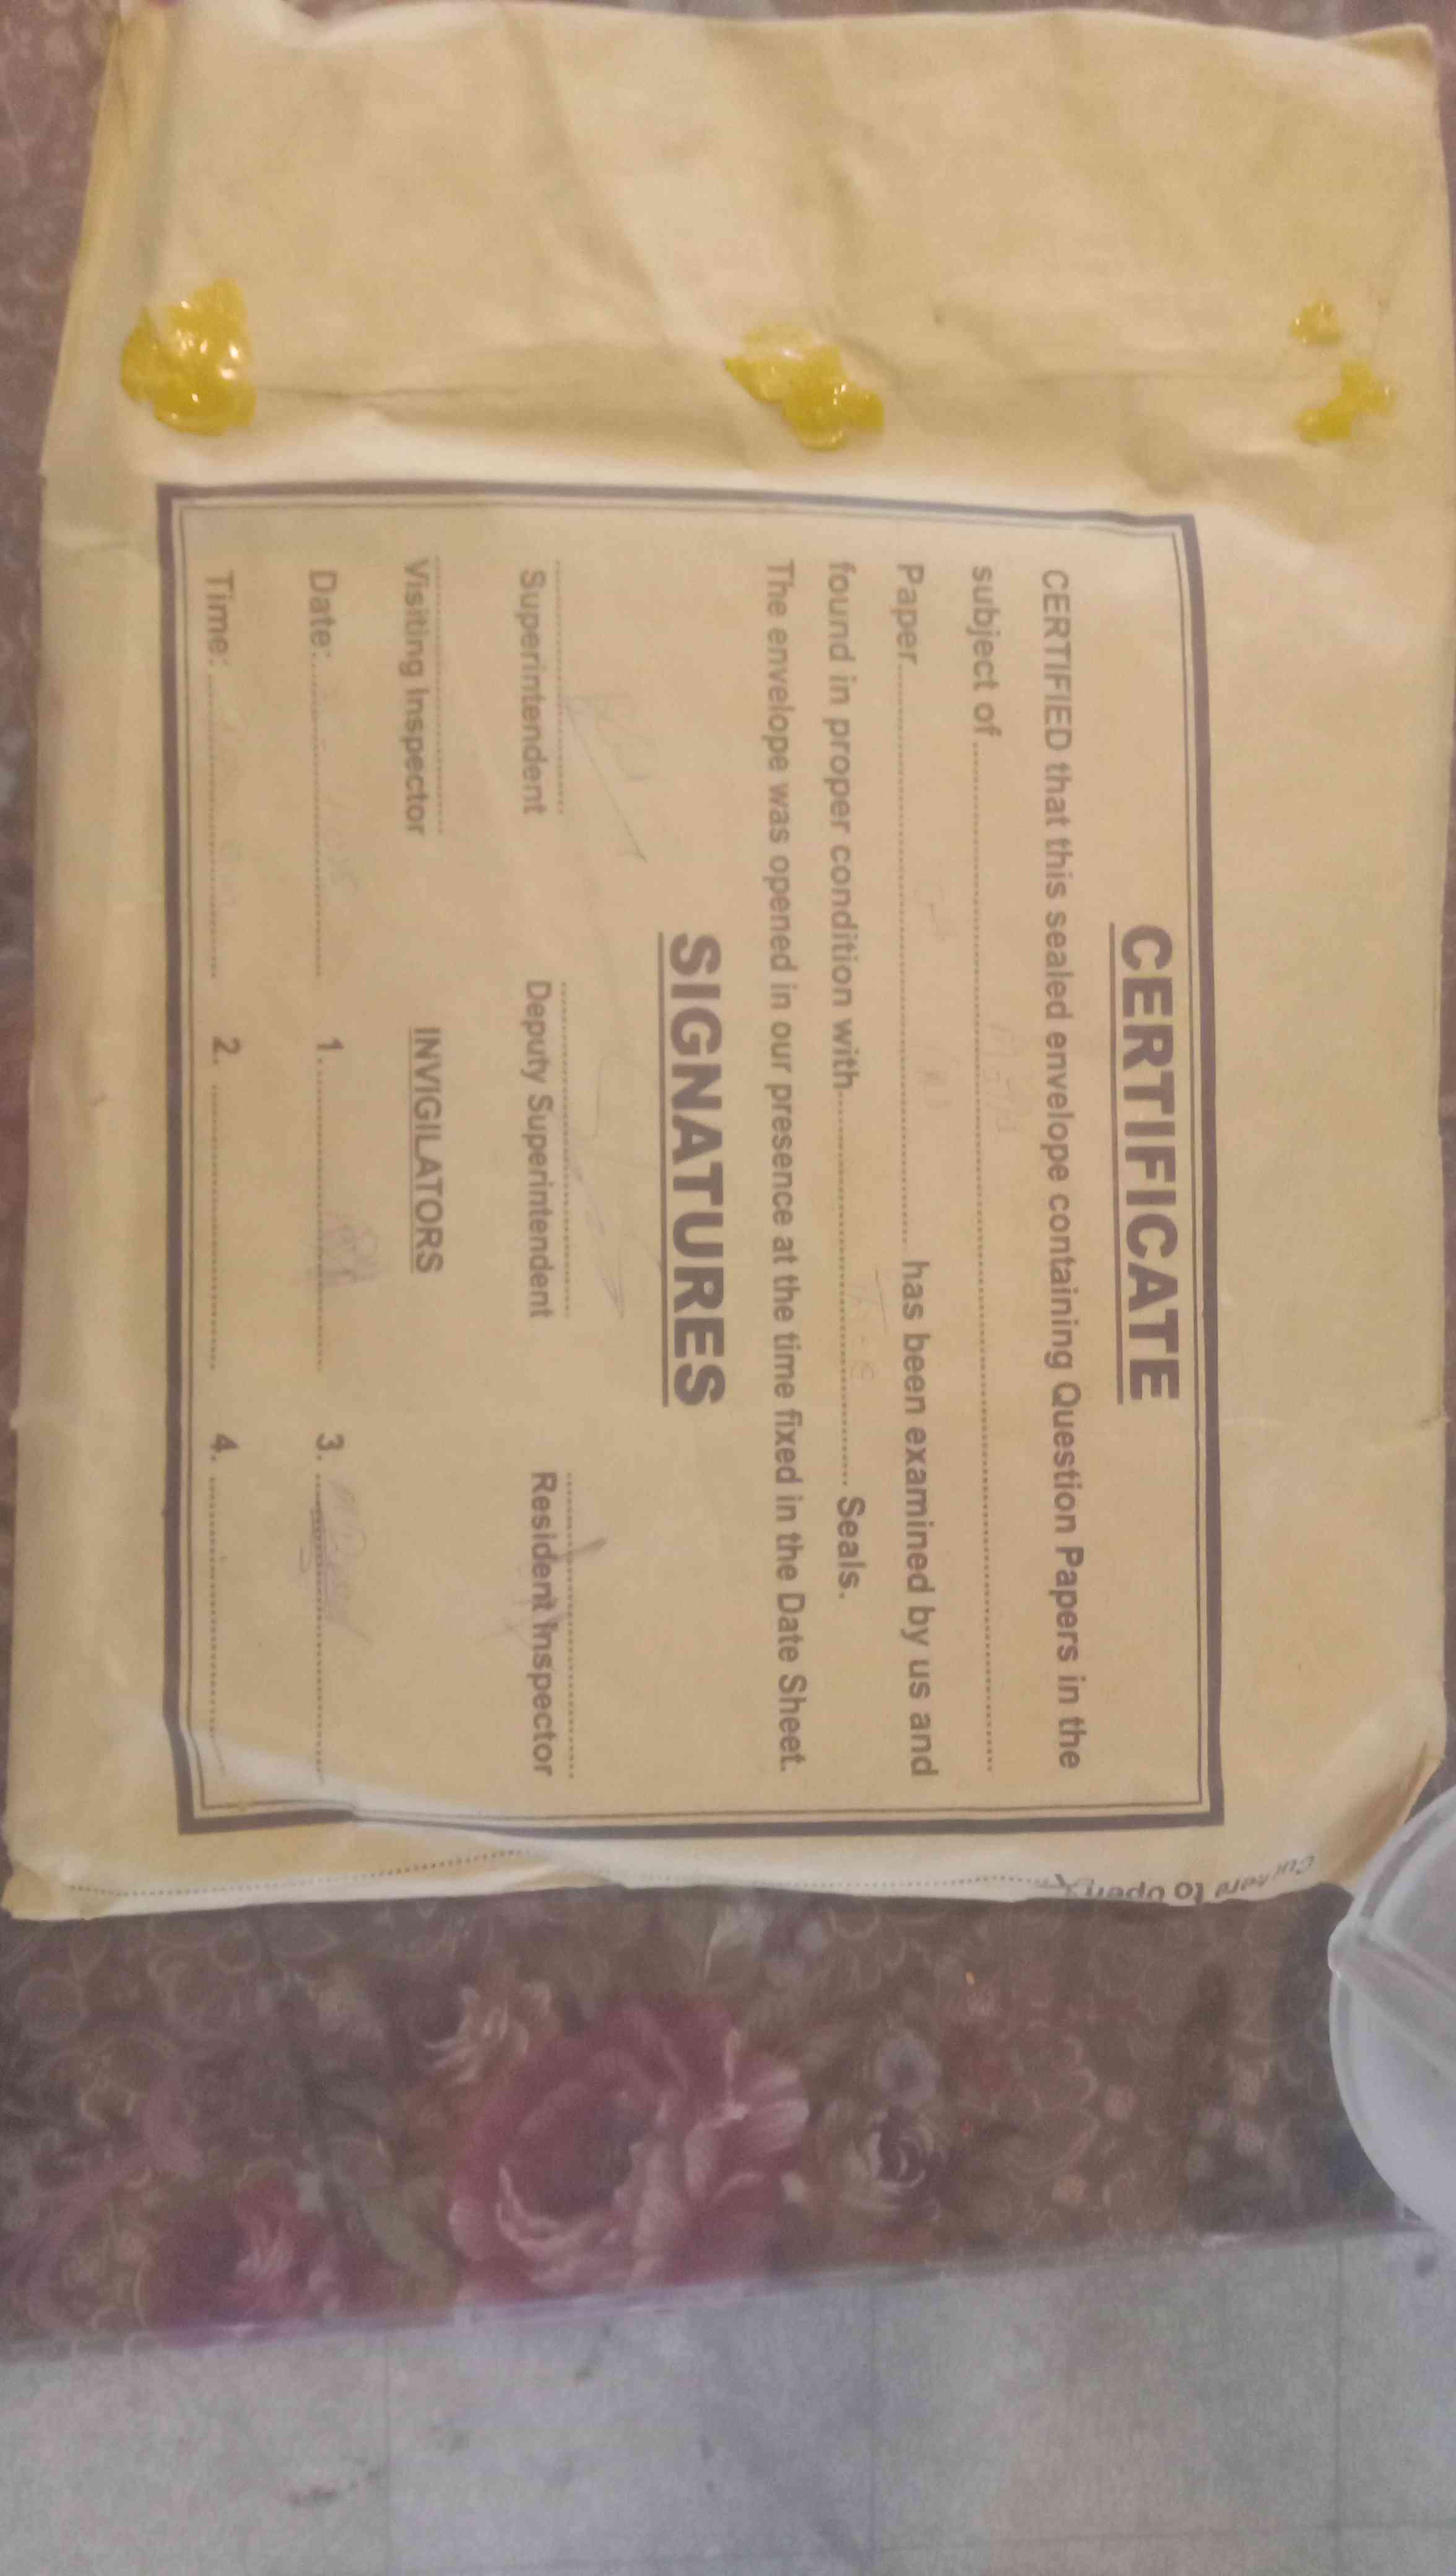 CERTIFICATE
CERTIFIED that this sealed envelope containing Question Papers in the
subject of
Paper has been examined by us and
found in proper condition with Seals.
The envelope was opened in our presence at the time fixed in the Date Sheet.
SIGNATURES
Superintendent Deputy Superintendent Resident Inspector
Visiting Inspector INVIGILATORS
Date: 1. 3.
Time: 2. 4.
Cut here to open